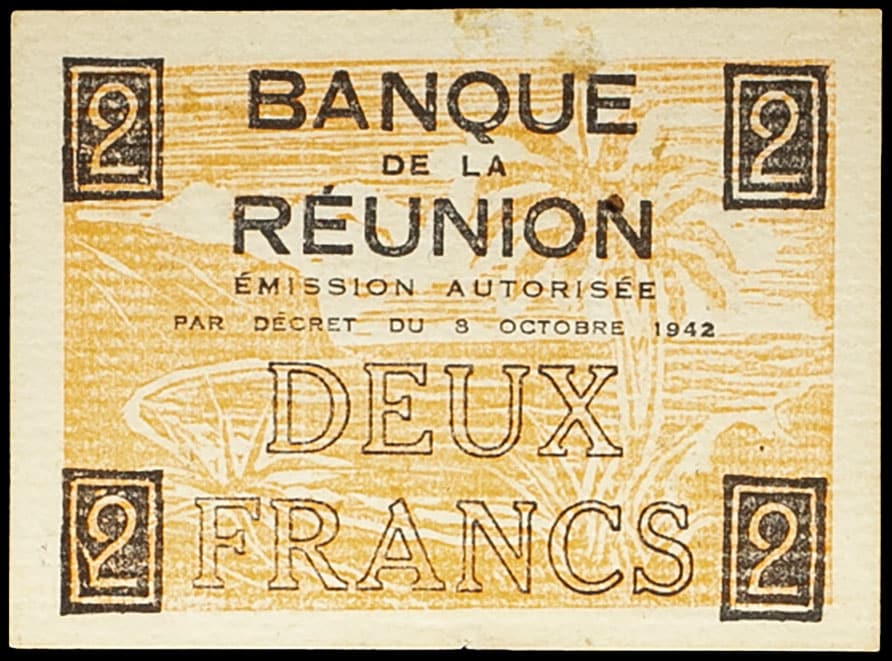 2 BANQUE 2
DE LA
RÉUNION
ÉMISSION AUTORISÉE
PAR DÉCRET DU 8 OCTOBRE 1942
DEUX
2 FRANCS 2